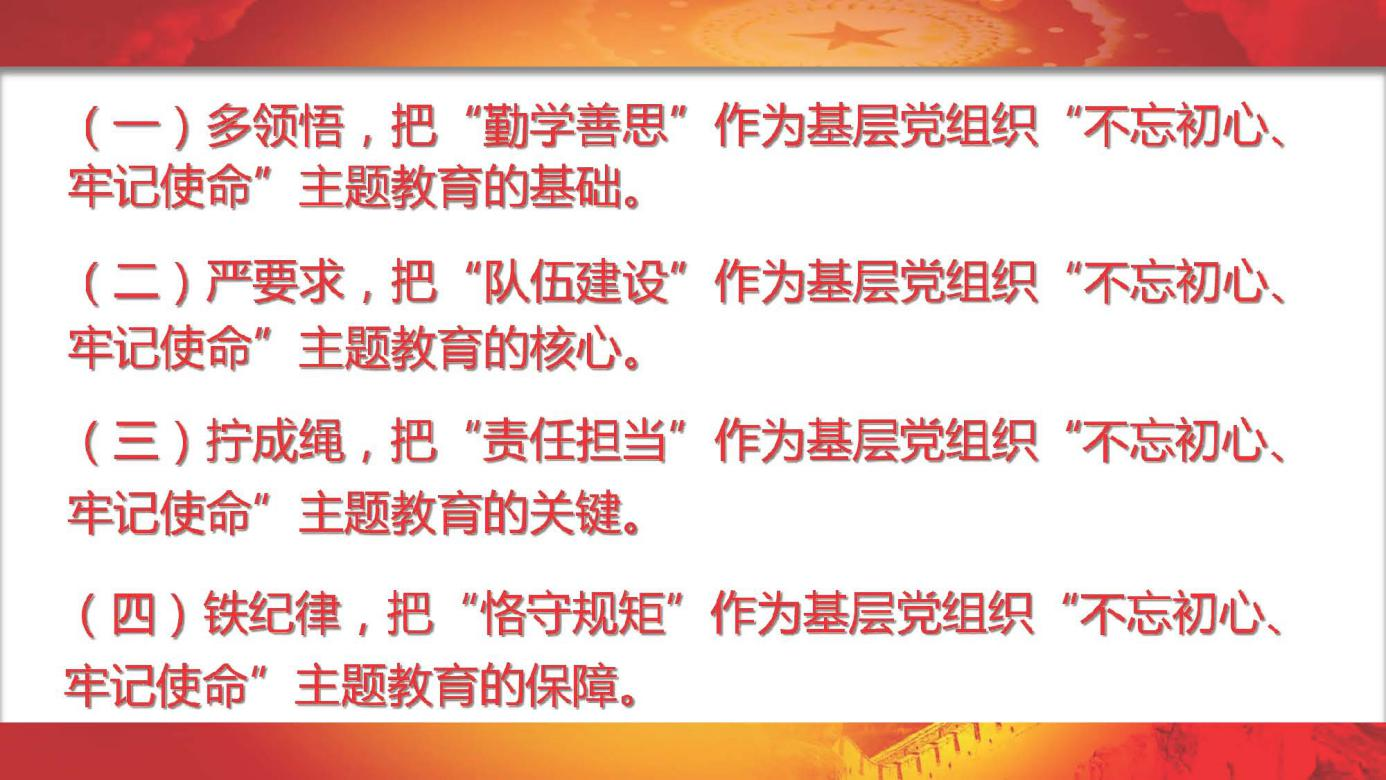 （一）多领悟，把“勤学善思”作为基层党组织“不忘初心、
牢记使命”主题教育的基础。
（二）严要求，把“队伍建设”作为基层党组织“不忘初心、
牢记使命”主题教育的核心。
（三）拧成绳，把“责任担当”作为基层党组织“不忘初心、
牢记使命”主题教育的关键。
（四）铁纪律，把“恪守规矩”作为基层党组织“不忘初心、
牢记使命”主题教育的保障。